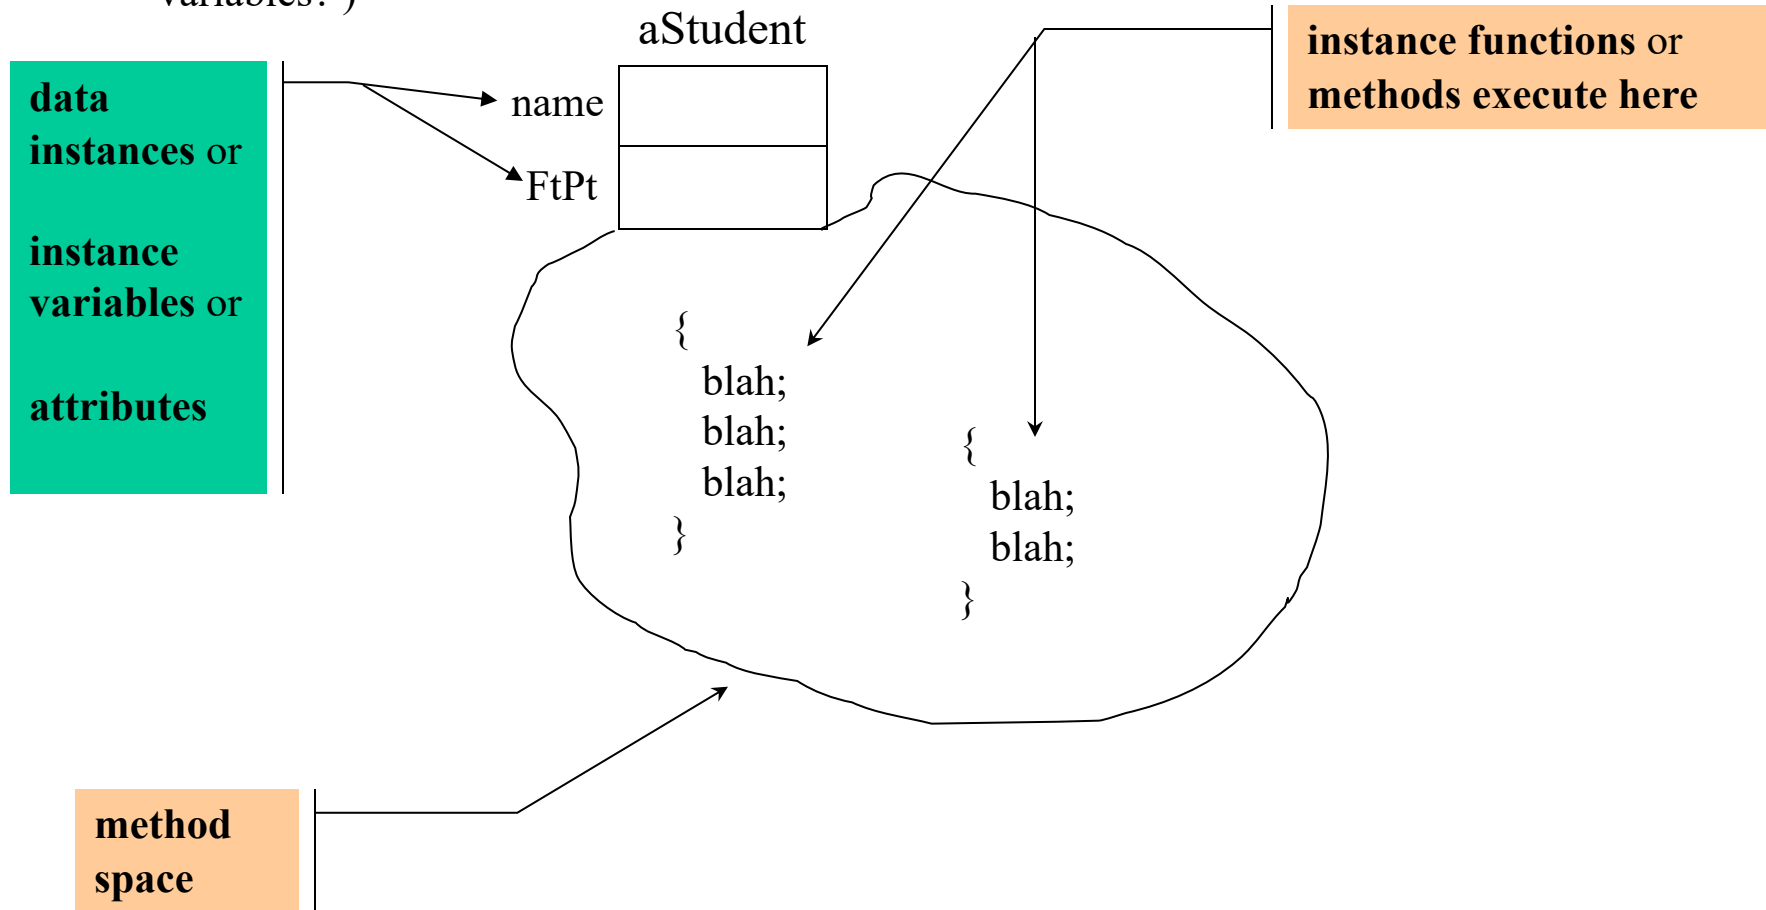 variables? )
aStudent
instance functions or
methods execute here
data
instances or
instance
variables or
attributes
name
FtPt
{
blah;
blah;
blah;
}
{
blah;
blah;
}
method
space